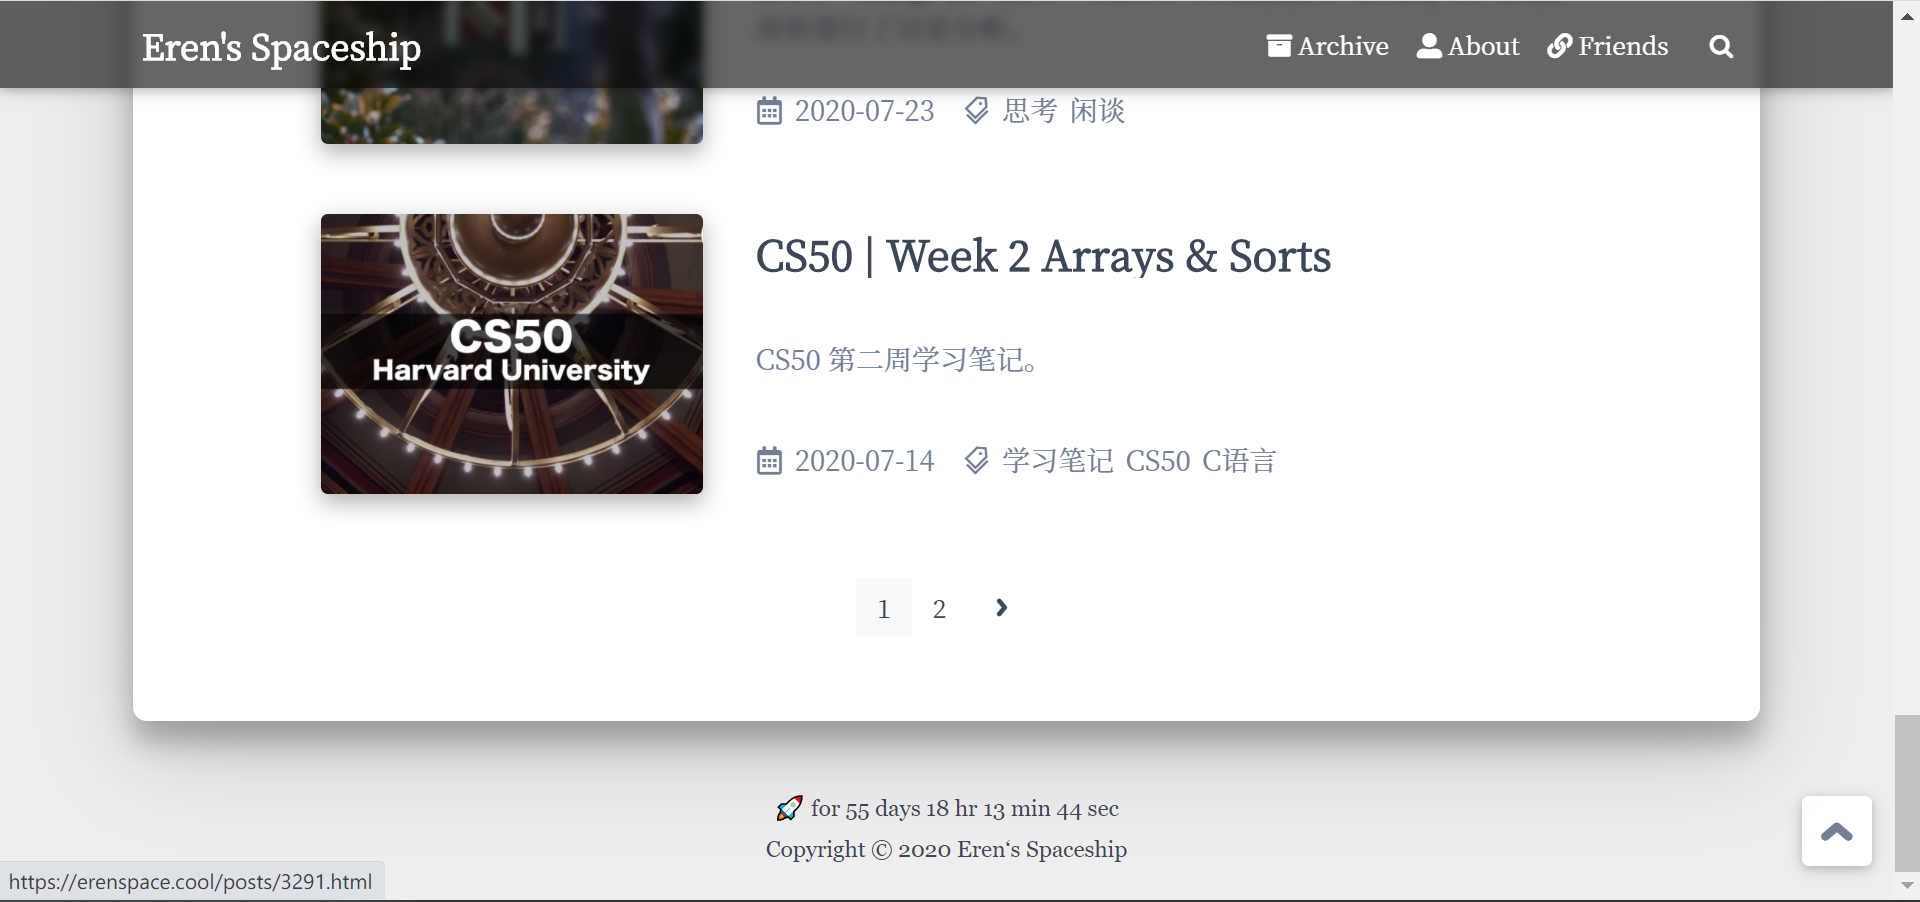 Eren's Spaceship
Archive About Friends
2020-07-23 思考 闲谈
CS50
Harvard University
CS50 | Week 2 Arrays & Sorts
CS50 第二周学习笔记。
2020-07-14 学习笔记 CS50 C语言
1 2
for 55 days 18 hr 13 min 44 sec
Copyright © 2020 Eren‘s Spaceship
https://erenspace.cool/posts/3291.html